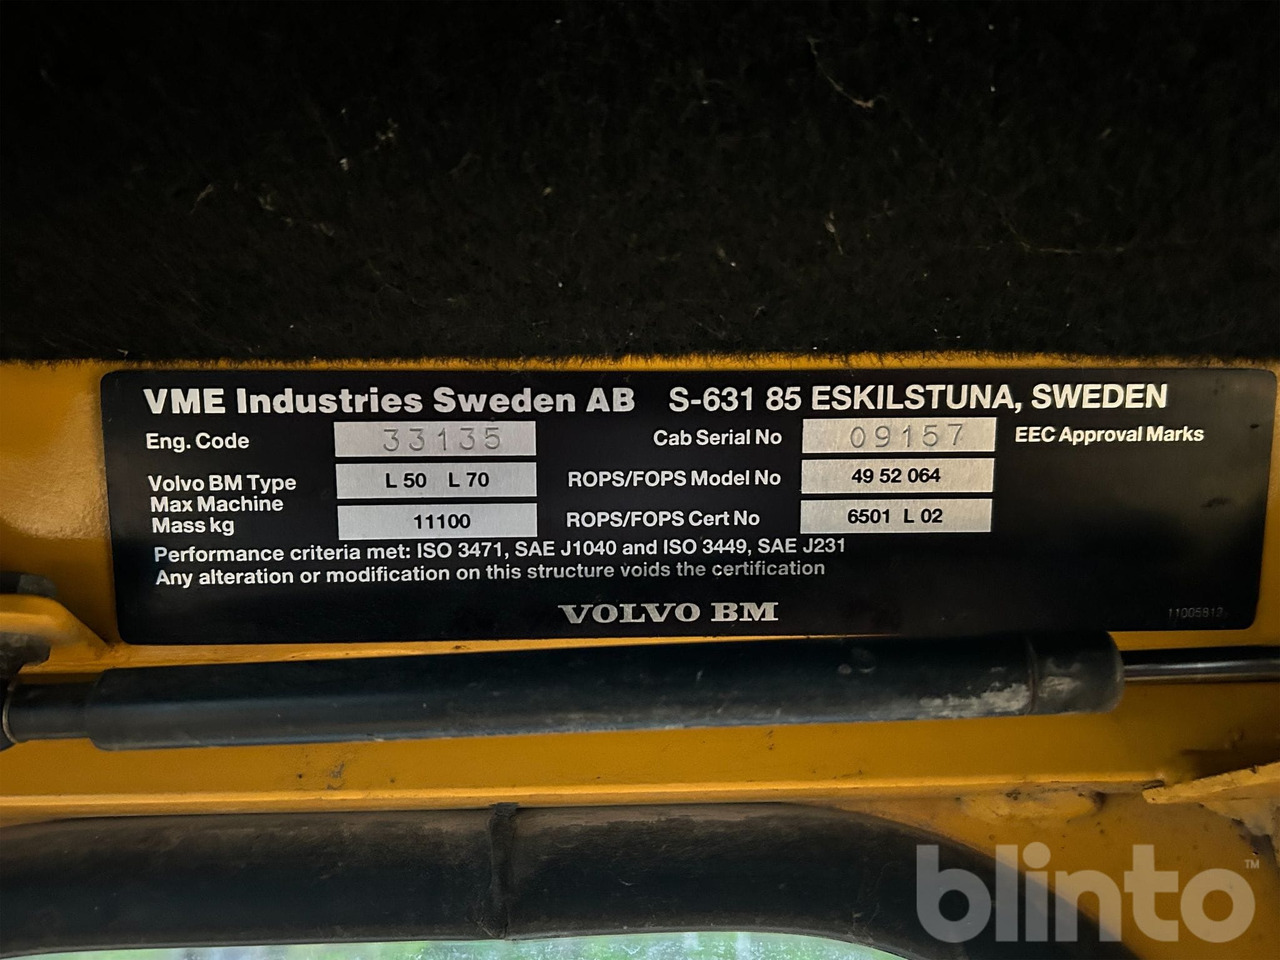 VME Industries Sweden AB S-631 85 ESKILSTUNA, SWEDEN
Eng. Code 33135 Cab Serial No 09157 EEC Approval Marks
Volvo BM Type L 50 L 70 ROPS/FOPS Model No 49 52 064
Max Machine
Mass kg 11100 ROPS/FOPS Cert No 6501 L 02
Performance criteria met: ISO 3471, SAE J1040 and ISO 3449, SAE J231
Any alteration or modification on this structure voids the certification
VOLVO BM
11005812
blinto™